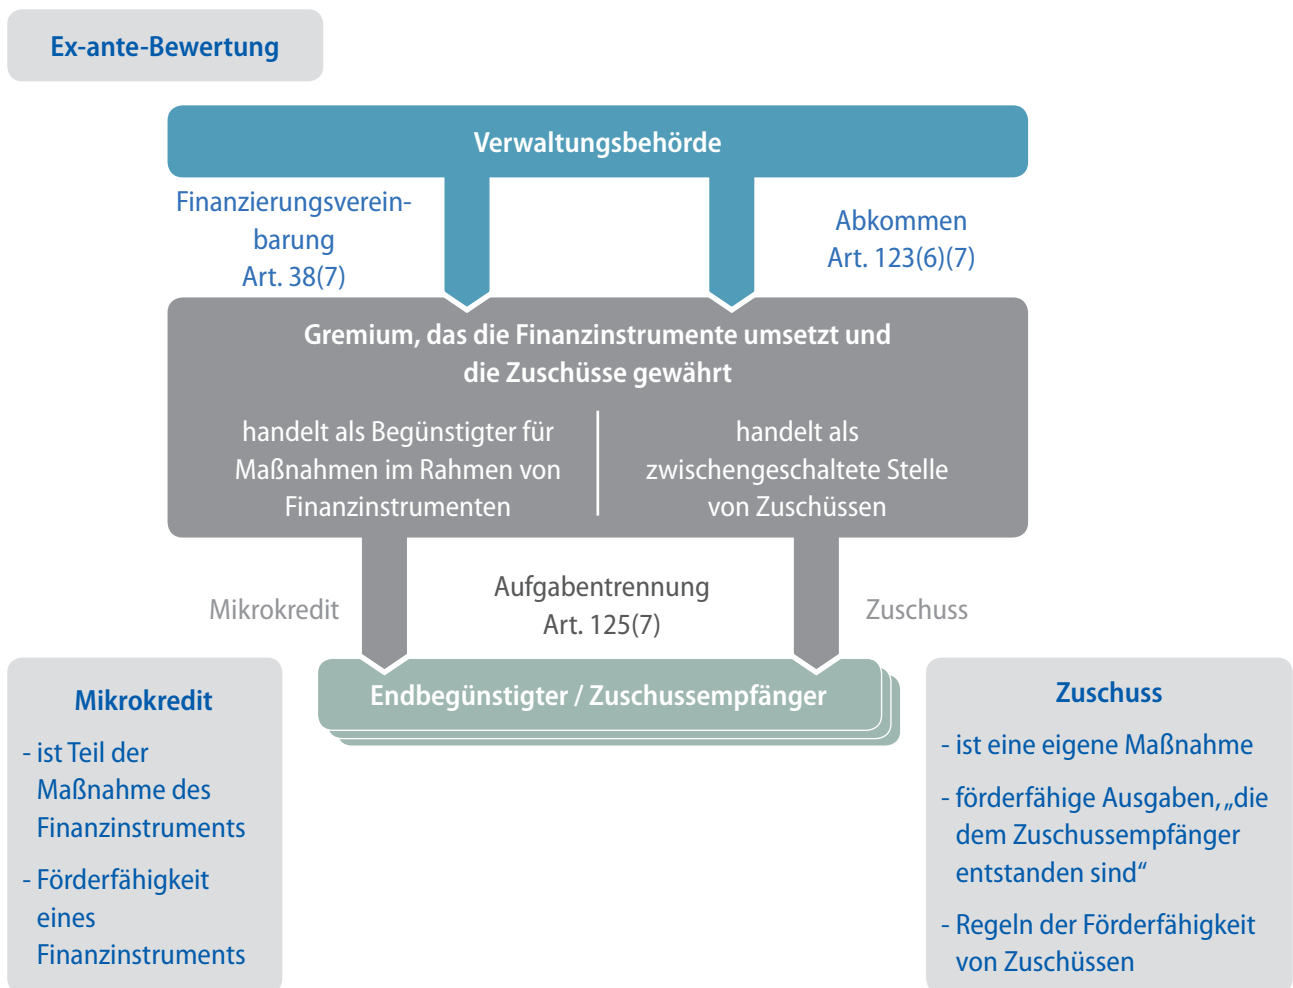 Ex-ante-Bewertung
Verwaltungsbehörde
Finanzierungsverein-
barung
Art. 38(7)
Abkommen
Art. 123(6)(7)
Gremium, das die Finanzinstrumente umsetzt und
die Zuschüsse gewährt
handelt als Begünstigter für
Maßnahmen im Rahmen von
Finanzinstrumenten
handelt als
zwischengeschaltete Stelle
von Zuschüssen
Mikrokredit
Aufgabentrennung
Art. 125(7)
Zuschuss
Endbegünstigter / Zuschussempfänger
Mikrokredit
- ist Teil der
Maßnahme des
Finanzinstruments
- Förderfähigkeit
eines
Finanzinstruments
Zuschuss
- ist eine eigene Maßnahme
- förderfähige Ausgaben, „die
dem Zuschussempfänger
entstanden sind“
- Regeln der Förderfähigkeit
von Zuschüssen